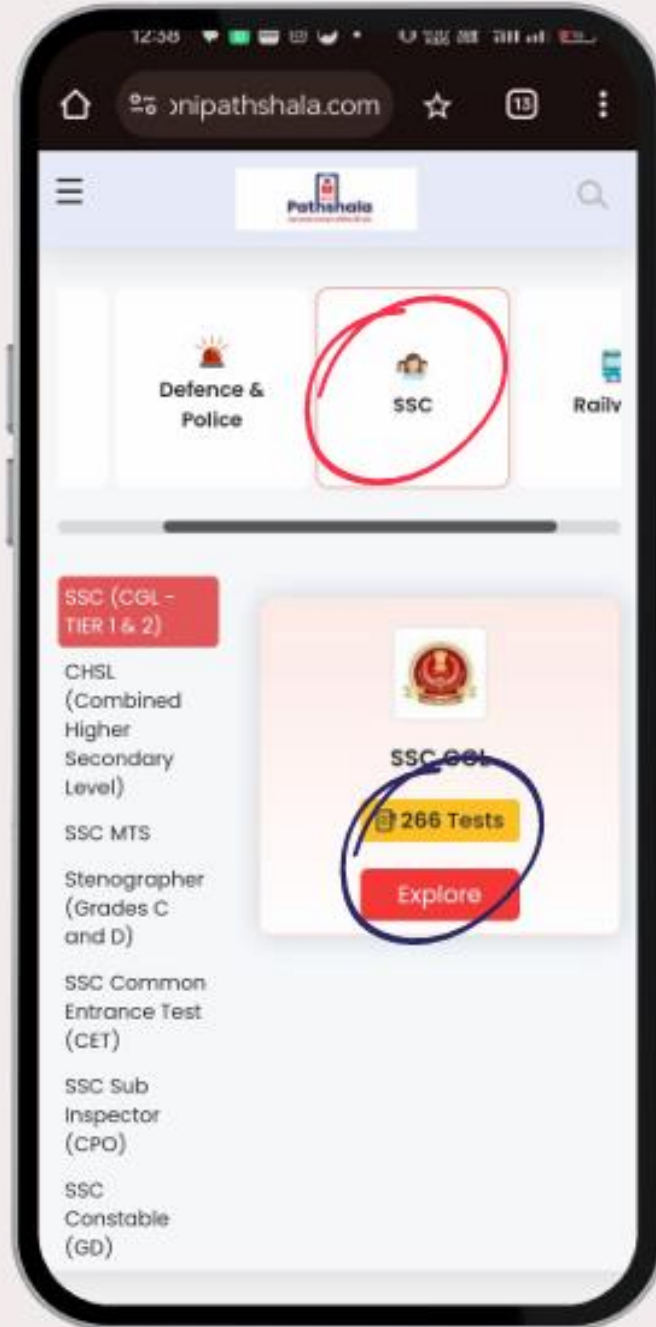 12:38
onipathshala.com
13
Pathshala
Defence &
Police
SSC
Railw
SSC (CGL -
TIER 1 & 2)
CHSL
(Combined
Higher
Secondary
Level)
SSC MTS
Stenographer
(Grades C
and D)
SSC Common
Entrance Test
(CET)
SSC Sub
Inspector
(CPO)
SSC
Constable
(GD)
SSC CGL
266 Tests
Explore